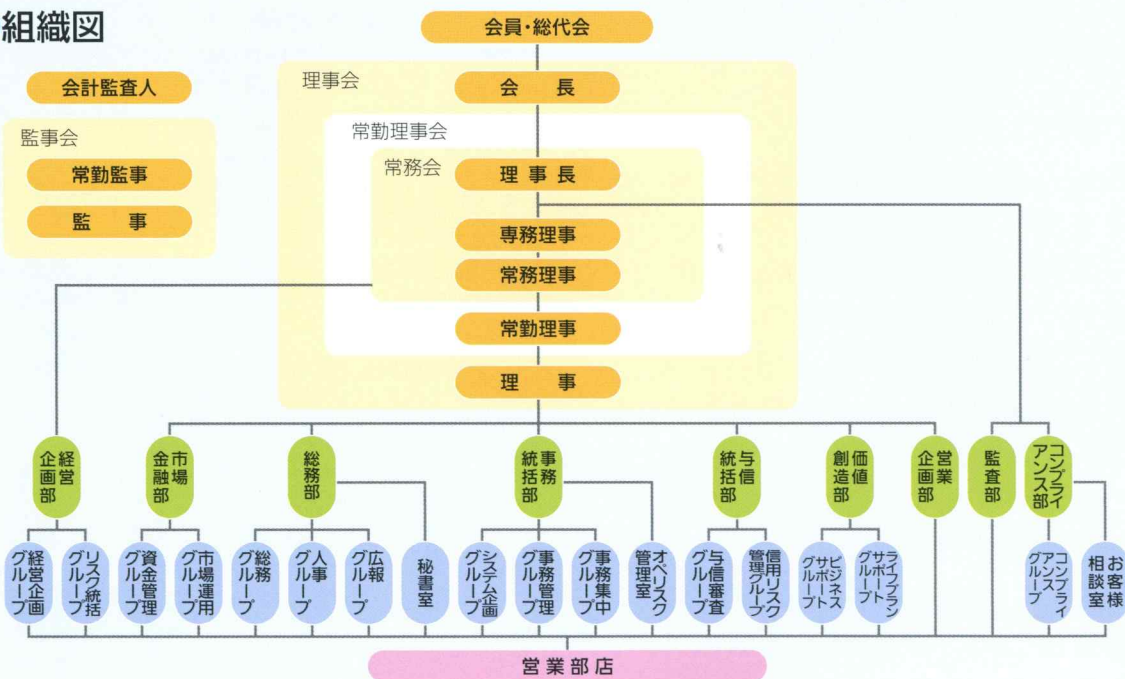 組織図
会員・総代会
会計監査人
監事会
常勤監事
監　事
理事会
会　長
常勤理事会
常務会
理 事 長
専務理事
常務理事
常勤理事
理　事
経営
企画部
市場
金融部
総務部
事務
統括部
与信
統括部
価値
創造部
営業
企画部
監査部
コンプライ
アンス部
経営企画
グループ
リスク統括
グループ
資金管理
グループ
市場運用
グループ
総務
グループ
人事
グループ
広報
グループ
秘書室
システム企画
グループ
事務管理
グループ
事務集中
グループ
オペリスク
管理室
与信審査
グループ
信用リスク
管理グループ
ビジネス
サポート
グループ
ライフプラン
サポート
グループ
コンプライ
アンス
グループ
お客様
相談室
営業部店